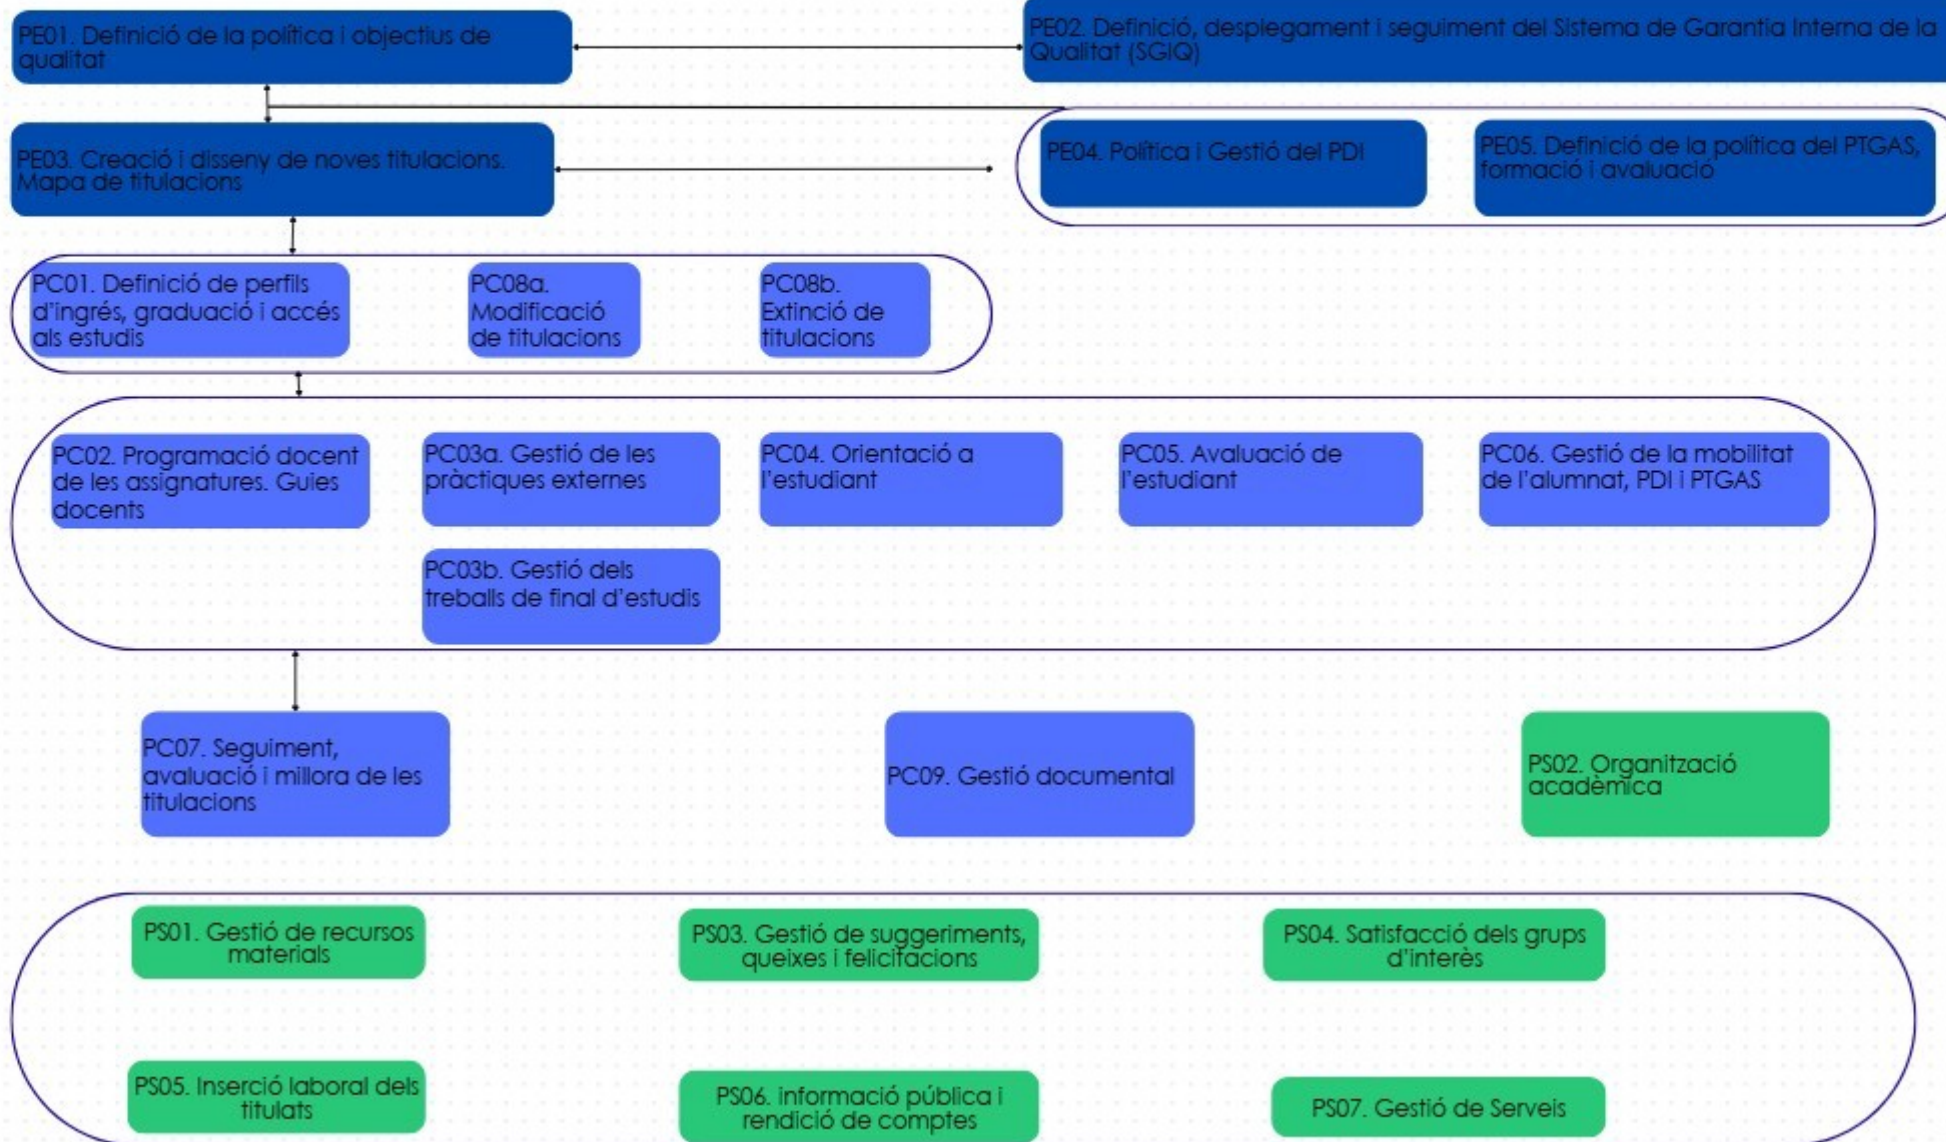 PE01. Definició de la política i objectius de
qualitat
PE02. Definició, desplegament i seguiment del Sistema de Garantia Interna de la
Qualitat (SGIQ)
PE03. Creació i disseny de noves titulacions.
Mapa de titulacions
PE04. Política i Gestió del PDI
PE05. Definició de la política del PTGAS,
formació i avaluació
PC01. Definició de perfils
d'ingrés, graduació i accés
als estudis
PC08a.
Modificació
de titulacions
PC08b.
Extinció de
titulacions
PC02. Programació docent
de les assignatures. Guies
docents
PC03a. Gestió de les
pràctiques externes
PC04. Orientació a
l'estudiant
PC05. Avaluació de
l'estudiant
PC06. Gestió de la mobilitat
de l'alumnat, PDI i PTGAS
PC03b. Gestió dels
treballs de final d'estudis
PC07. Seguiment,
avaluació i millora de les
titulacions
PC09. Gestió documental
PS02. Organització
acadèmica
PS01. Gestió de recursos
materials
PS03. Gestió de suggeriments,
queixes i felicitacions
PS04. Satisfacció dels grups
d'interès
PS05. Inserció laboral dels
titulats
PS06. informació pública i
rendició de comptes
PS07. Gestió de Serveis